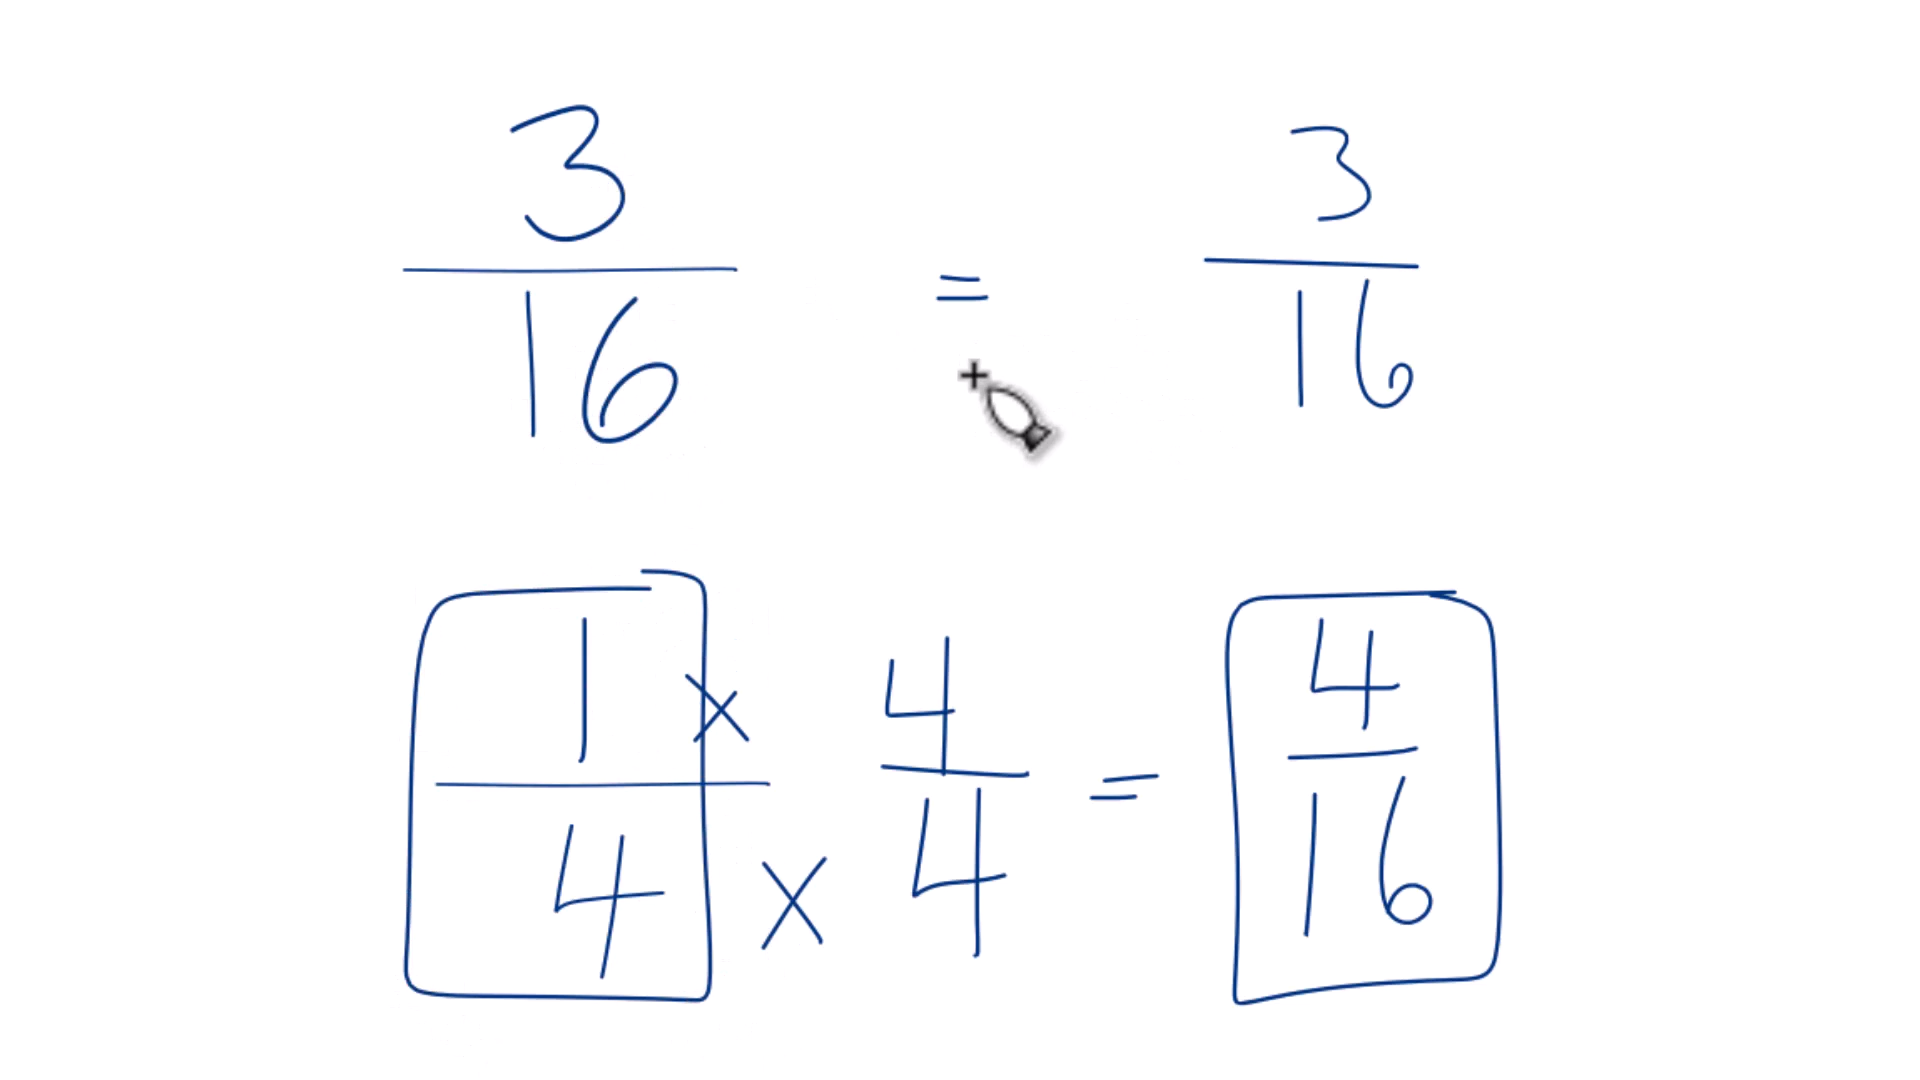 3/16 = 3/16
1/4 × 4/4 = 4/16